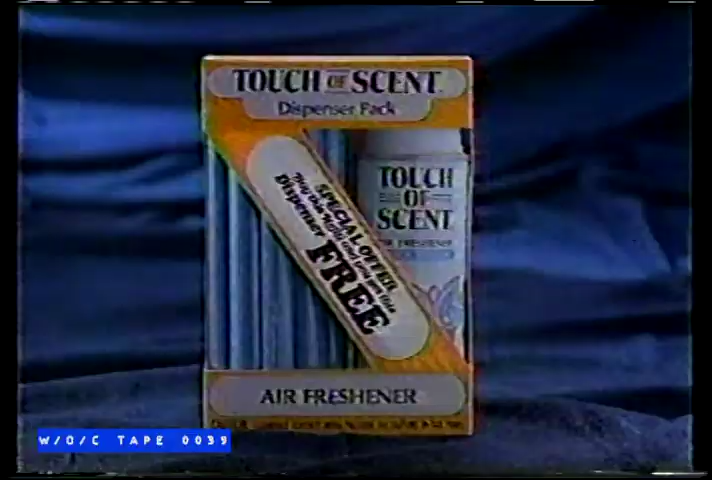 TOUCH OF SCENT
Dispenser Pack
SPECIAL OFFER
Dispenser
FREE
TOUCH
OF
SCENT
AIR FRESHENER
AIR FRESHENER
W/O/C TAPE 0039